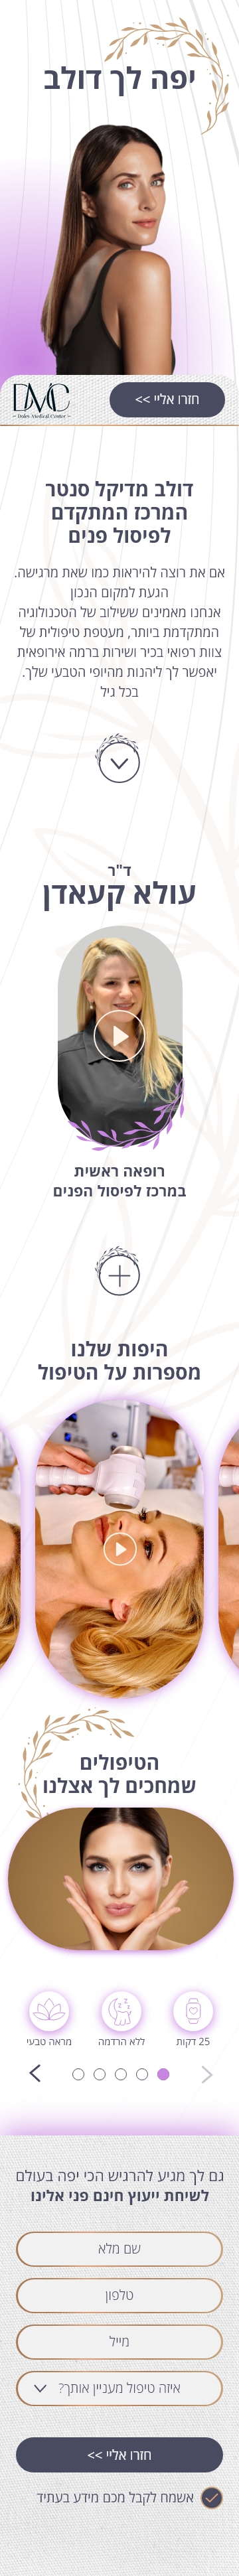 יפה לך דולב
DMC
Dolev Medical Center
חזרו אליי >>
דולב מדיקל סנטר
המרכז המתקדם
לפיסול פנים
אם את רוצה להיראות כמו שאת מרגישה.
הגעת למקום הנכון
אנחנו מאמינים ששילוב של הטכנולוגיה
המתקדמת ביותר, מעטפת טיפולית של
צוות רפואי בכיר ושירות ברמה אירופאית
יאפשר לך ליהנות מהיופי הטבעי שלך.
בכל גיל
ד"ר
עולא קעאדן
רופאה ראשית
במרכז לפיסול הפנים
היפות שלנו
מספרות על הטיפול
הטיפולים
שמחכים לך אצלנו
25 דקות
ללא הרדמה
מראה טבעי
גם לך מגיע להרגיש הכי יפה בעולם
לשיחת ייעוץ חינם פני אלינו
שם מלא
טלפון
מייל
איזה טיפול מעניין אותך?
חזרו אליי >>
אשמח לקבל מכם מידע בעתיד